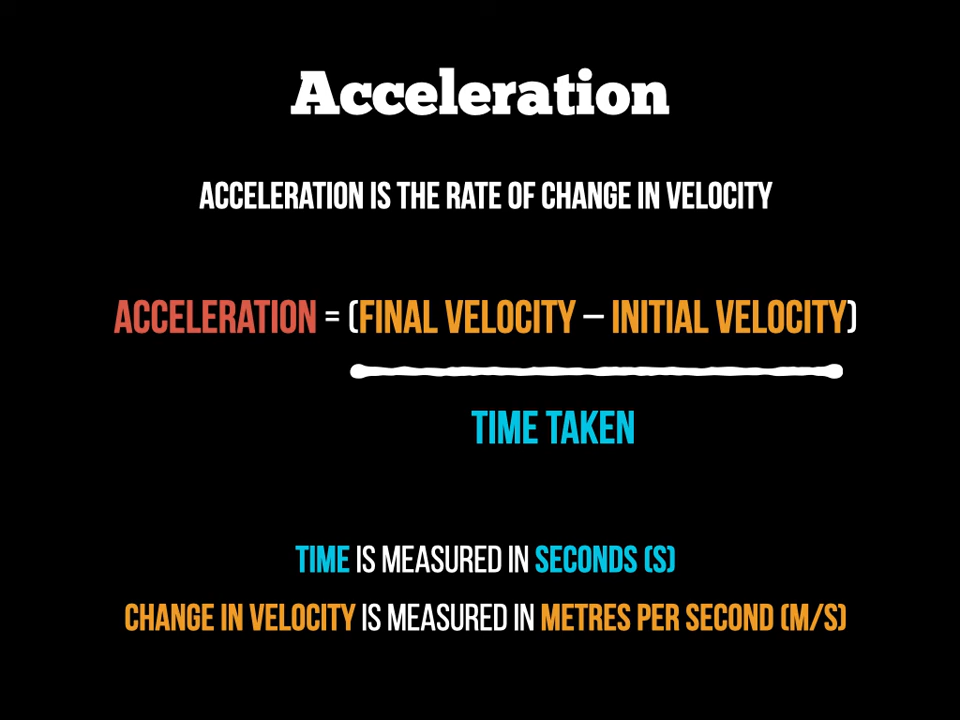 Acceleration
ACCELERATION IS THE RATE OF CHANGE IN VELOCITY
ACCELERATION = (FINAL VELOCITY – INITIAL VELOCITY)
TIME TAKEN
TIME IS MEASURED IN SECONDS (S)
CHANGE IN VELOCITY IS MEASURED IN METRES PER SECOND (M/S)